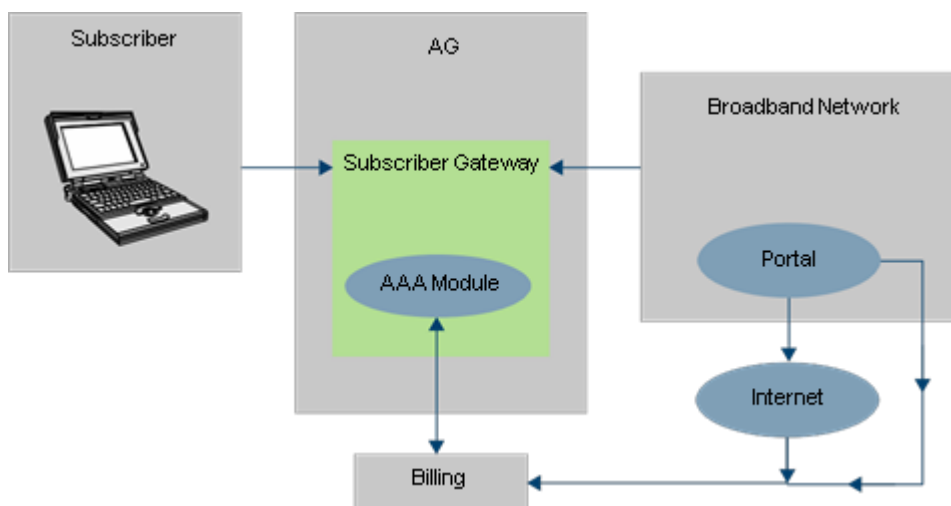 Subscriber
AG
Broadband Network
Subscriber Gateway
Portal
AAA Module
Internet
Billing